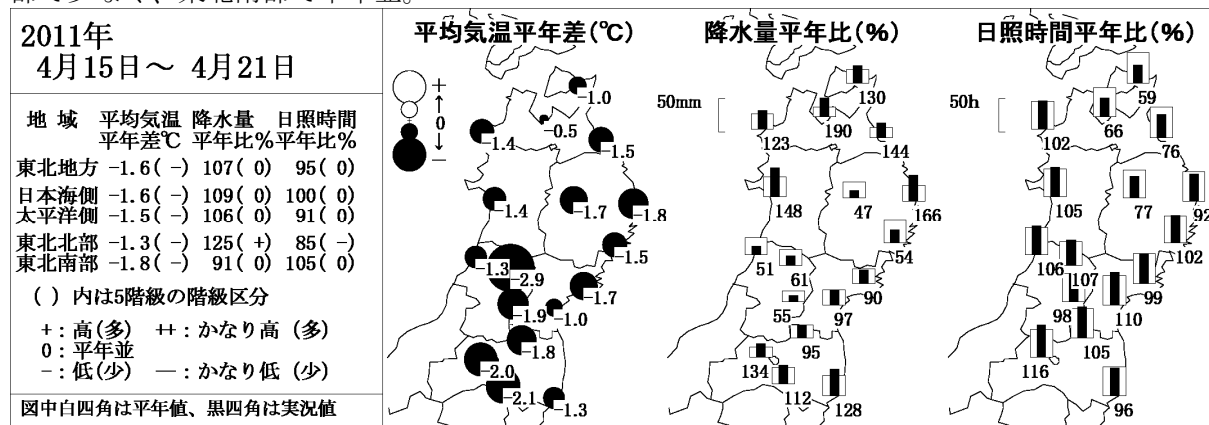 2011年
4月15日～ 4月21日
地 域 平均気温 降水量 日照時間
平年差℃ 平年比% 平年比%
東北地方 -1.6( -) 107( 0) 95( 0)
日本海側 -1.6( -) 109( 0) 100( 0)
太平洋側 -1.5( -) 106( 0) 91( 0)
東北北部 -1.3( -) 125( +) 85( -)
東北南部 -1.8( -) 91( 0) 105( 0)
( ) 内は5階級の階級区分
+：高(多) ++：かなり高 (多)
0：平年並
-：低(少) —：かなり低 (少)
図中白四角は平年値、黒四角は実況値
平均気温平年差(℃)
+
↑
0
↓
-
-1.0
-0.5
-1.4
-1.5
-1.4
-1.7
-1.8
-1.5
-1.3
-2.9
-1.7
-1.9
-1.0
-1.8
-2.0
-2.1
-1.3
降水量平年比(%)
50mm
130
190
123
144
148
47
166
54
51
61
90
55
97
95
134
112
128
日照時間平年比(%)
50h
59
66
102
76
105
77
92
102
106
107
99
98
110
105
116
96